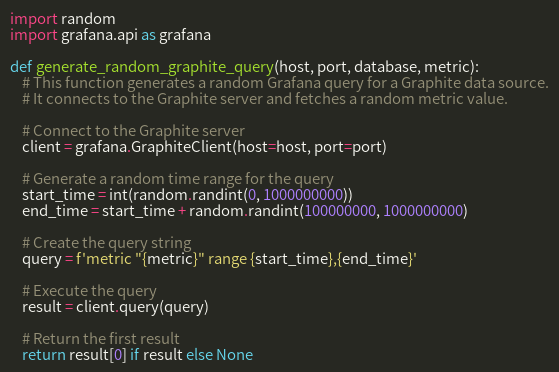 import random
import grafana.api as grafana

def generate_random_graphite_query(host, port, database, metric):
    # This function generates a random Grafana query for a Graphite data source.
    # It connects to the Graphite server and fetches a random metric value.

    # Connect to the Graphite server
    client = grafana.GraphiteClient(host=host, port=port)

    # Generate a random time range for the query
    start_time = int(random.randint(0, 1000000000))
    end_time = start_time + random.randint(100000000, 1000000000)

    # Create the query string
    query = f'metric "{metric}" range {start_time},{end_time}'

    # Execute the query
    result = client.query(query)

    # Return the first result
    return result[0] if result else None